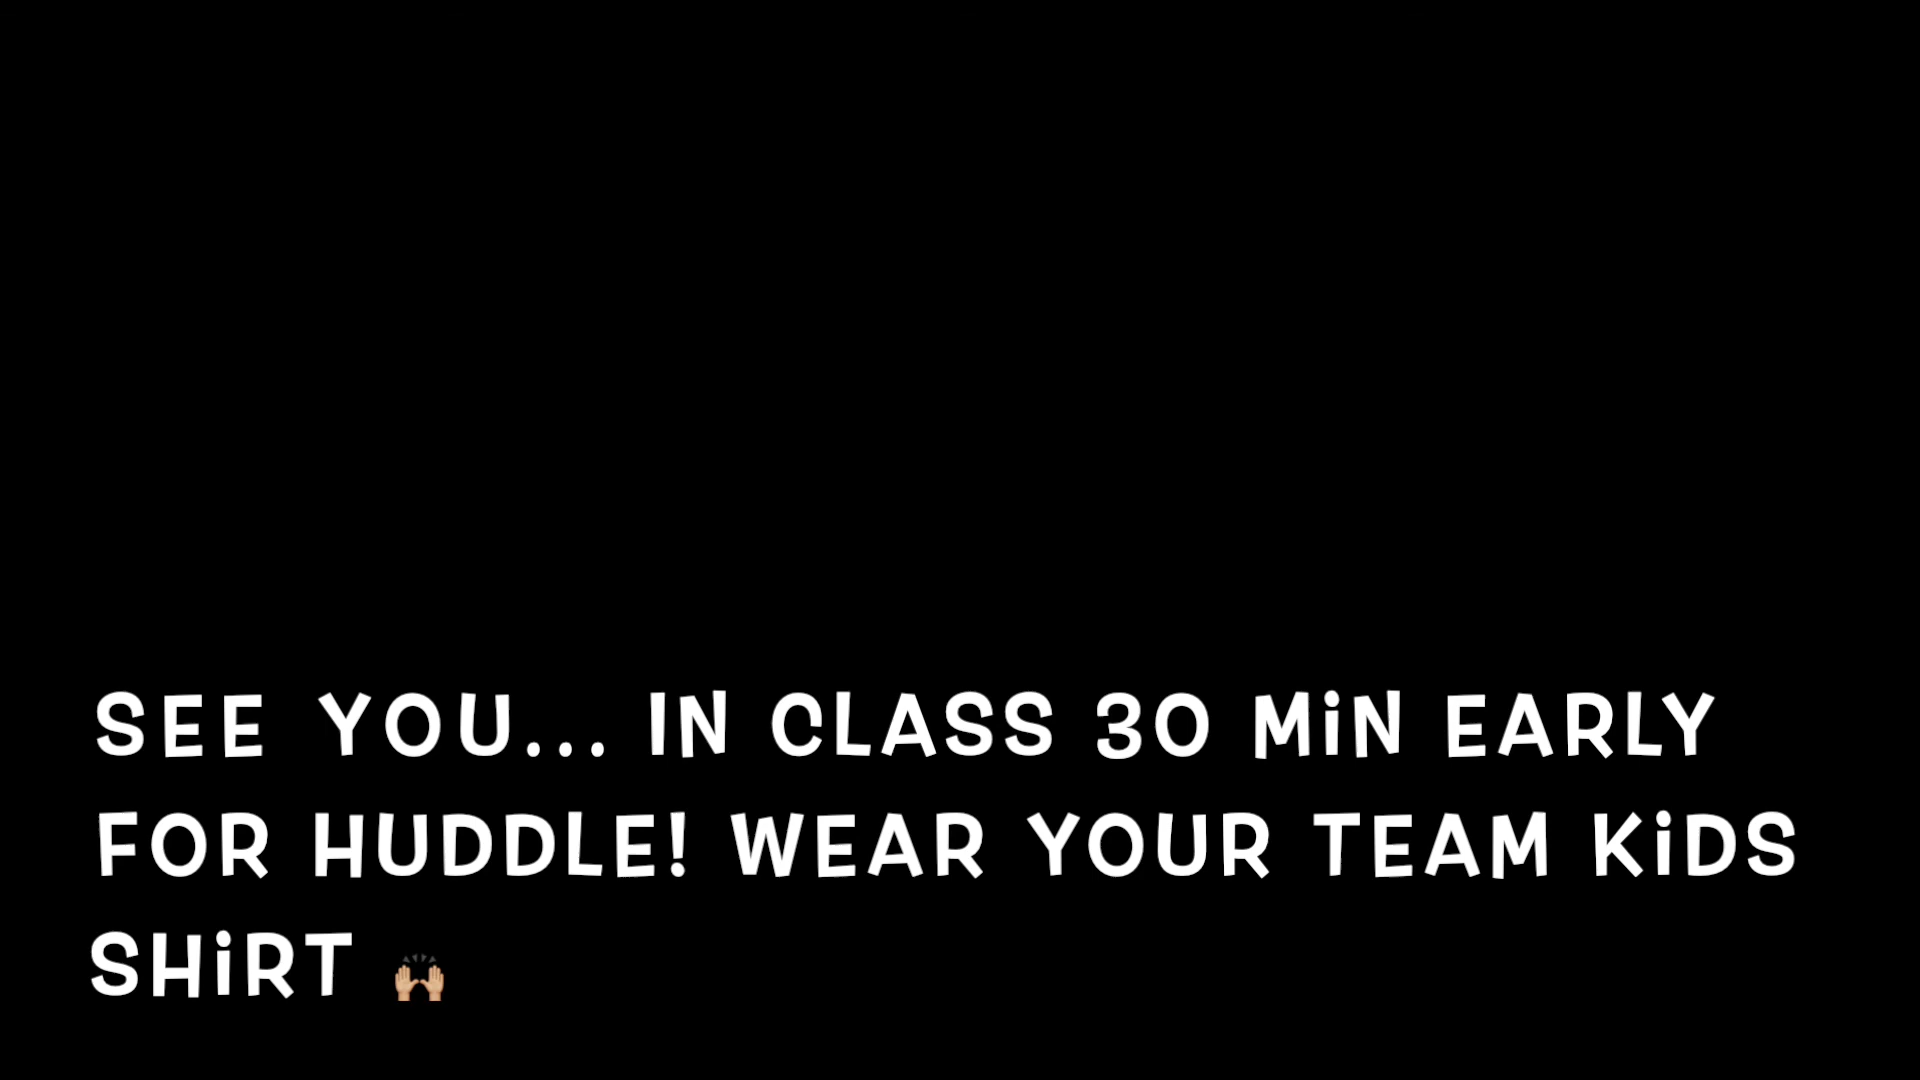 SEE YOU... IN CLASS 30 MiN EARLY
FOR HUDDLE! WEAR YOUR TEAM KiDS
SHiRT 🙌🏼